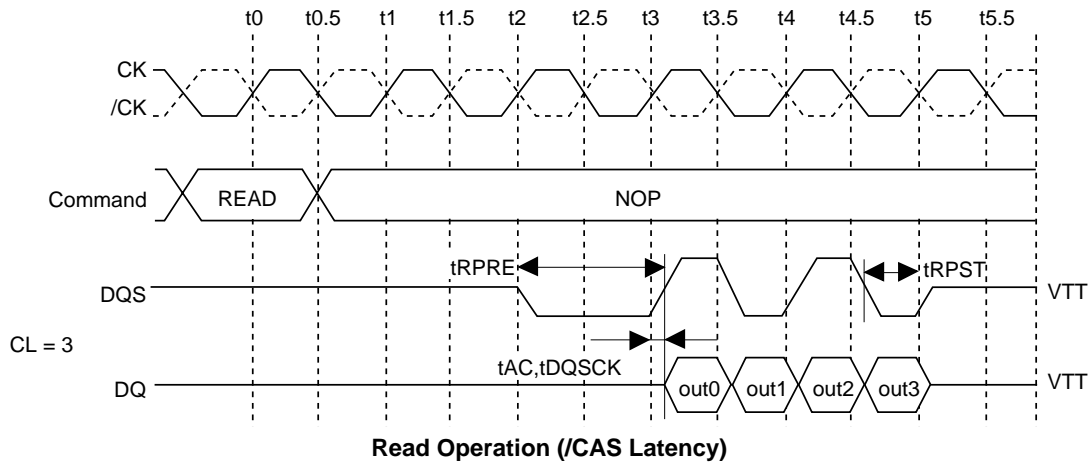 t0 t0.5 t1 t1.5 t2 t2.5 t3 t3.5 t4 t4.5 t5 t5.5
CK
/CK
Command READ NOP
tRPRE tRPST
DQS VTT
CL = 3
tAC,tDQSCK
DQ out0 out1 out2 out3 VTT
Read Operation (/CAS Latency)